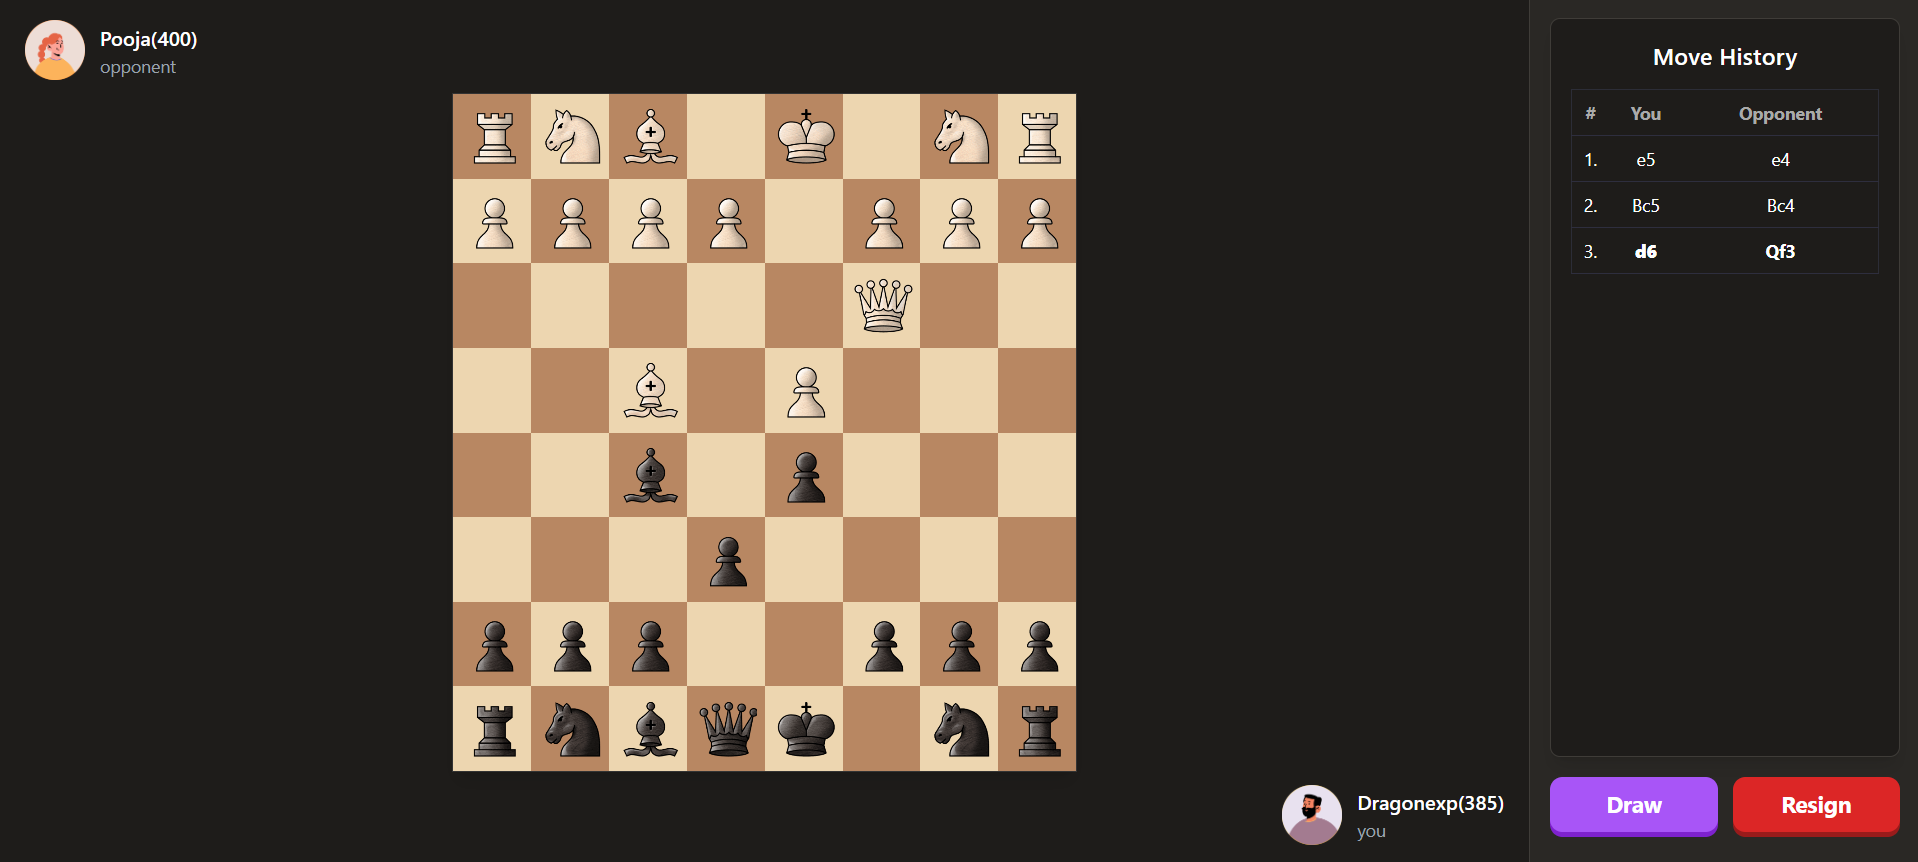 Pooja(400)
opponent
Move History
# You Opponent
1. e5 e4
2. Bc5 Bc4
3. d6 Qf3
Draw Resign
Dragonexp(385)
you